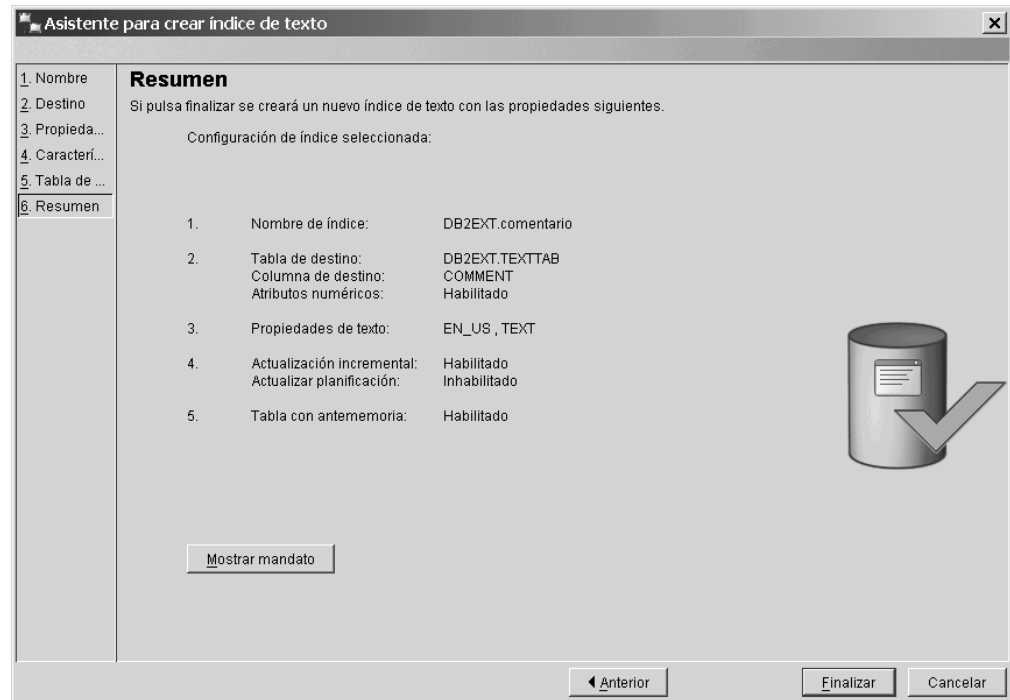 Asistente para crear índice de texto
1. Nombre
2. Destino
3. Propieda...
4. Caracterí...
5. Tabla de ...
6. Resumen
Resumen
Si pulsa finalizar se creará un nuevo índice de texto con las propiedades siguientes.
Configuración de índice seleccionada:
1. Nombre de índice: DB2EXT.comentario
2. Tabla de destino: DB2EXT.TEXTTAB
Columna de destino: COMMENT
Atributos numéricos: Habilitado
3. Propiedades de texto: EN_US , TEXT
4. Actualización incremental: Habilitado
Actualizar planificación: Inhabilitado
5. Tabla con antememoria: Habilitado
Mostrar mandato
Anterior Finalizar Cancelar